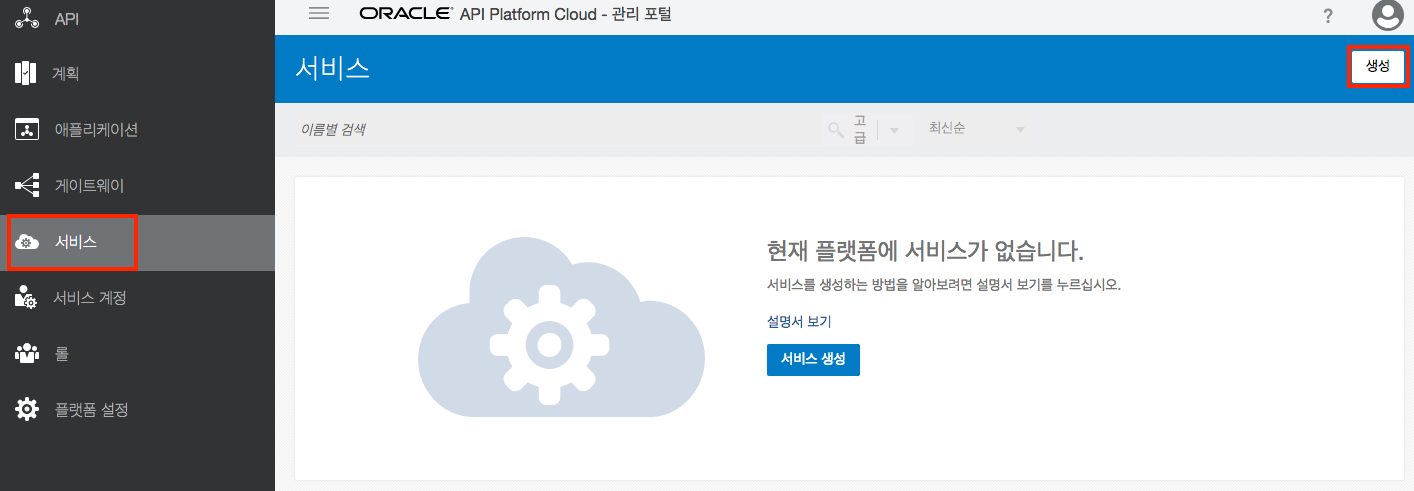 API
계획
애플리케이션
게이트웨이
서비스
서비스 계정
롤
플랫폼 설정
ORACLE® API Platform Cloud - 관리 포털
?
서비스
생성
이름별 검색
고
급
최신순
현재 플랫폼에 서비스가 없습니다.
서비스를 생성하는 방법을 알아보려면 설명서 보기를 누르십시오.
설명서 보기
서비스 생성